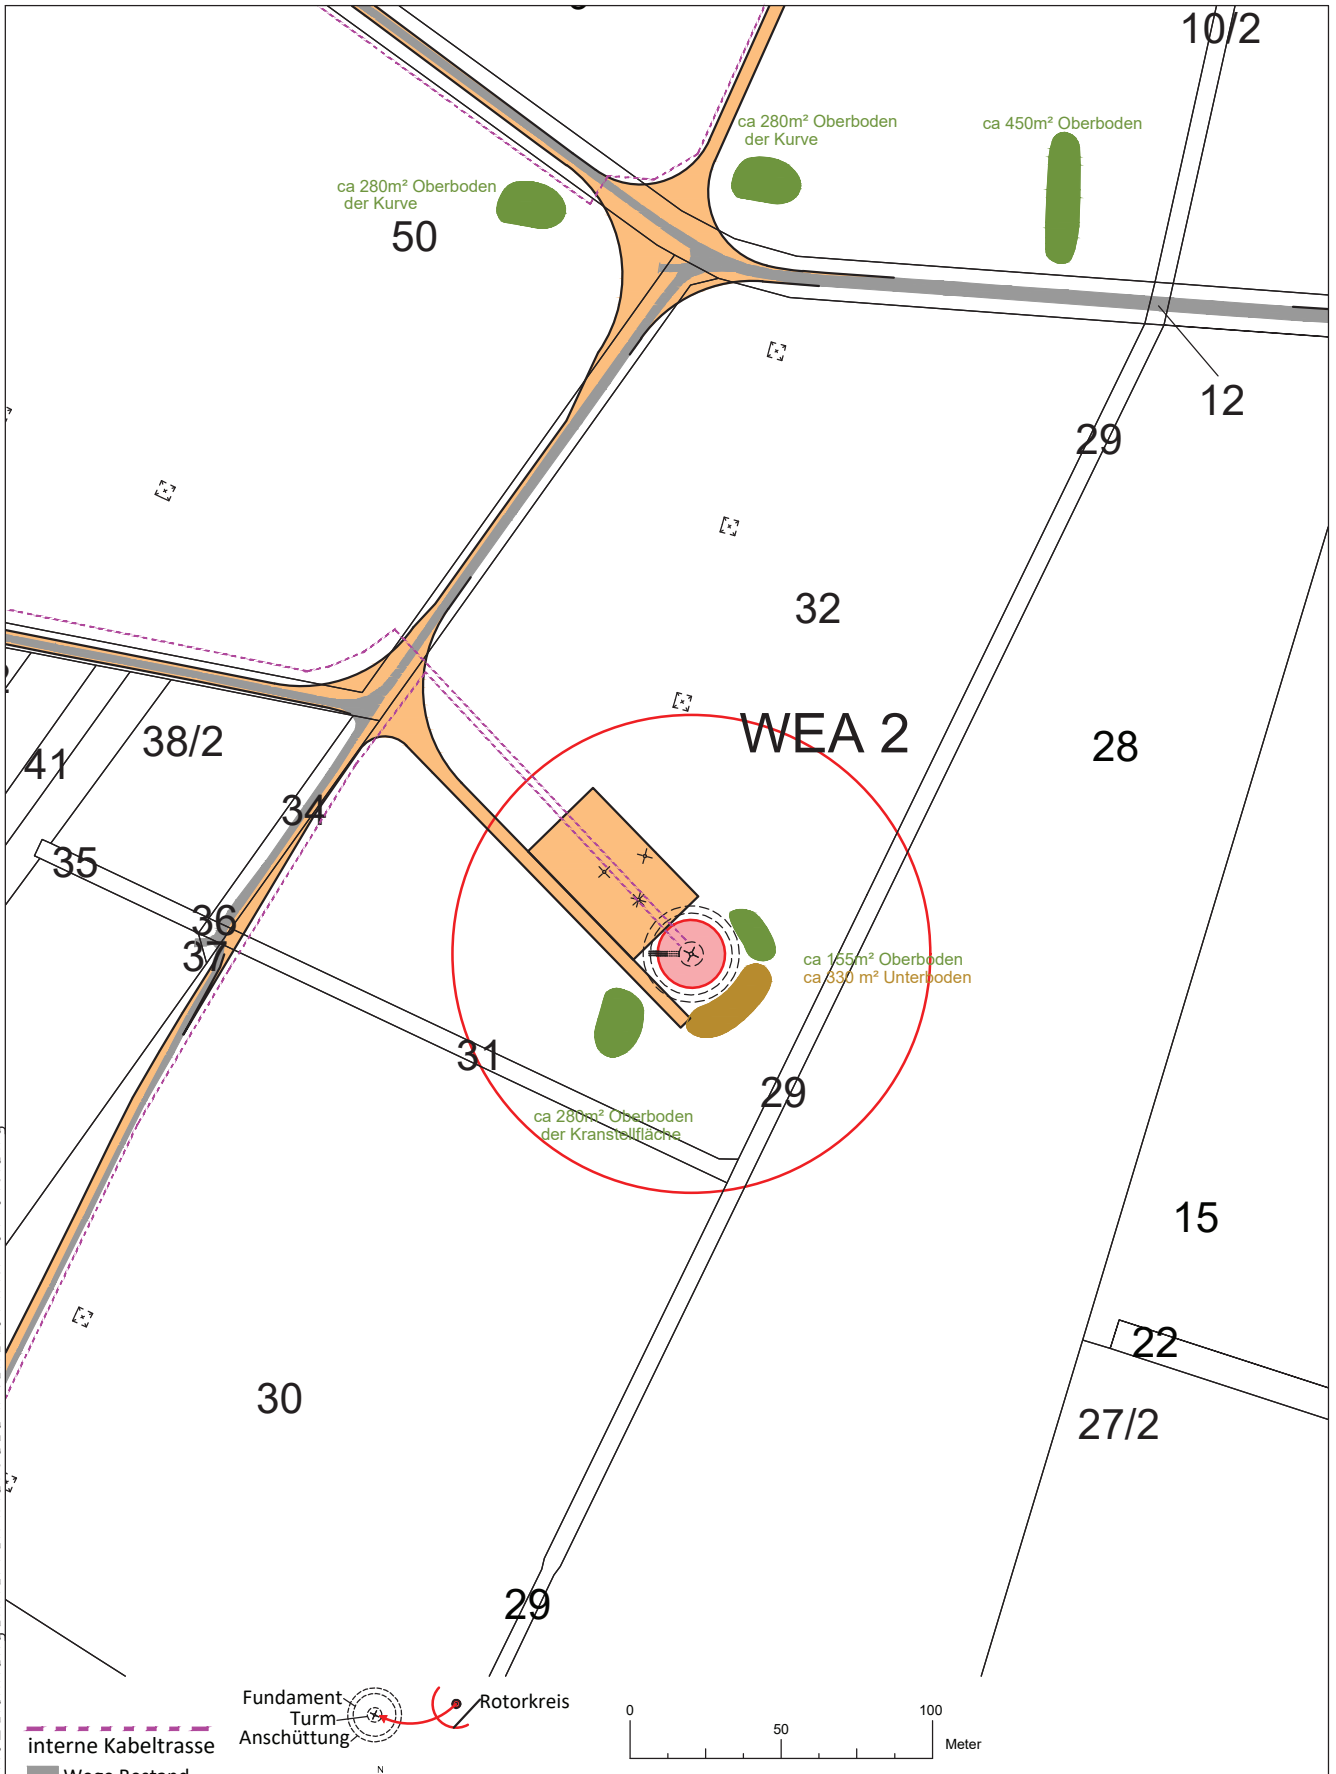 10/2
ca 280m² Oberboden
der Kurve
ca 450m² Oberboden
ca 280m² Oberboden
der Kurve
50
12
29
32
WEA 2
28
38/2
41
34
35
36
37
ca 155m² Oberboden
ca 330 m² Unterboden
31
29
ca 280m² Oberboden
der Kranstellfläche
15
22
30
27/2
29
Fundament
Turm
Anschüttung
Rotorkreis
0
100
50
Meter
interne Kabeltrasse
Wege Bestand
N